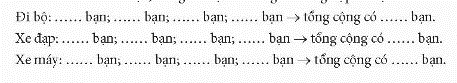 Đi bộ: ...... bạn; ...... bạn; ...... bạn; ...... bạn → tổng cộng có ...... bạn.
Xe đạp: ...... bạn; ...... bạn; ...... bạn; ...... bạn → tổng cộng có ...... bạn.
Xe máy: ...... bạn; ...... bạn; ...... bạn; ...... bạn → tổng cộng có ...... bạn.